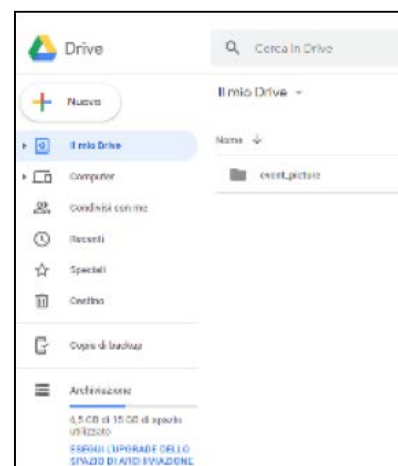 Drive
Cerca in Drive
Nuovo
Il mio Drive
Il mio Drive
Nome
Computer
event_picture
Condivisi con me
Recenti
Speciali
Cestino
Copie di backup
Archiviazione
6,5 GB di 15 GB di spazio
utilizzato
ESEGUI L'UPGRADE DELLO
SPAZIO DI ARCHIVIAZIONE